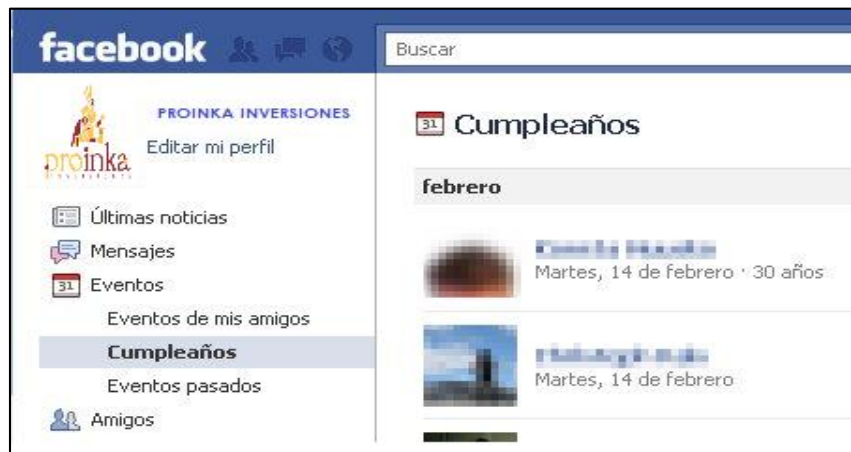 facebook
Buscar
PROINKA INVERSIONES
Editar mi perfil
proinka
Últimas noticias
Mensajes
31 Eventos
Eventos de mis amigos
Cumpleaños
Eventos pasados
Amigos
31 Cumpleaños
febrero
Martes, 14 de febrero · 30 años
Martes, 14 de febrero